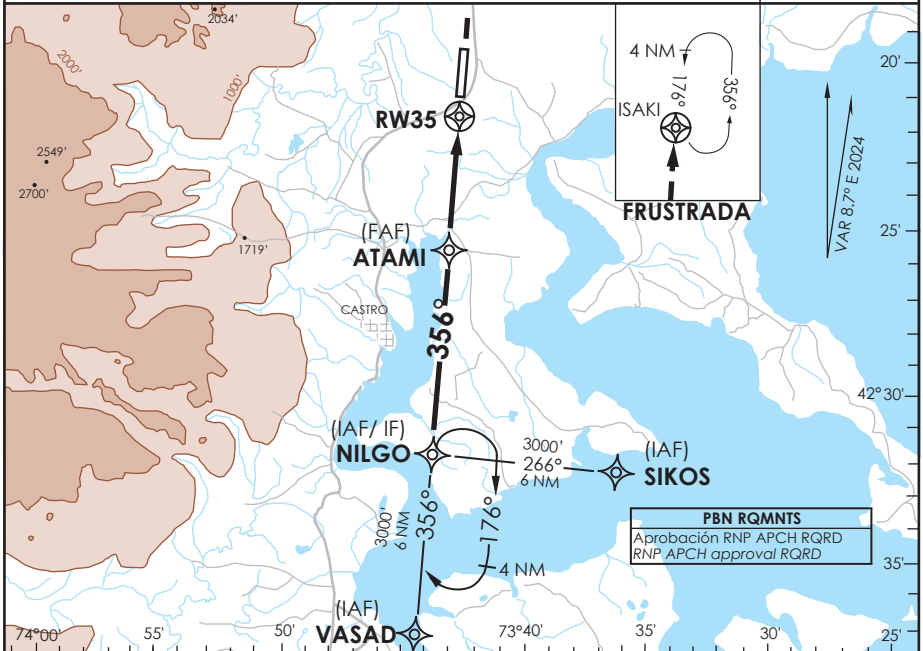 2034'
2000'
1000'
4 NM
176°
356°
20'
RW35
ISAKI
2549'
2700'
FRUSTRADA
VAR 8.7° E 2024
(FAF)
ATAMI
25'
1719'
CASTRO
356°
42°30'
(IAF/ IF)
NILGO
3000'
266°
6 NM
(IAF)
SIKOS
3000'
6 NM
356°
176°
PBN RQMNTS
Aprobación RNP APCH RQRD
RNP APCH approval RQRD
4 NM
35'
(IAF)
VASAD
74°00'
55'
50'
73°40'
35'
30'
25'